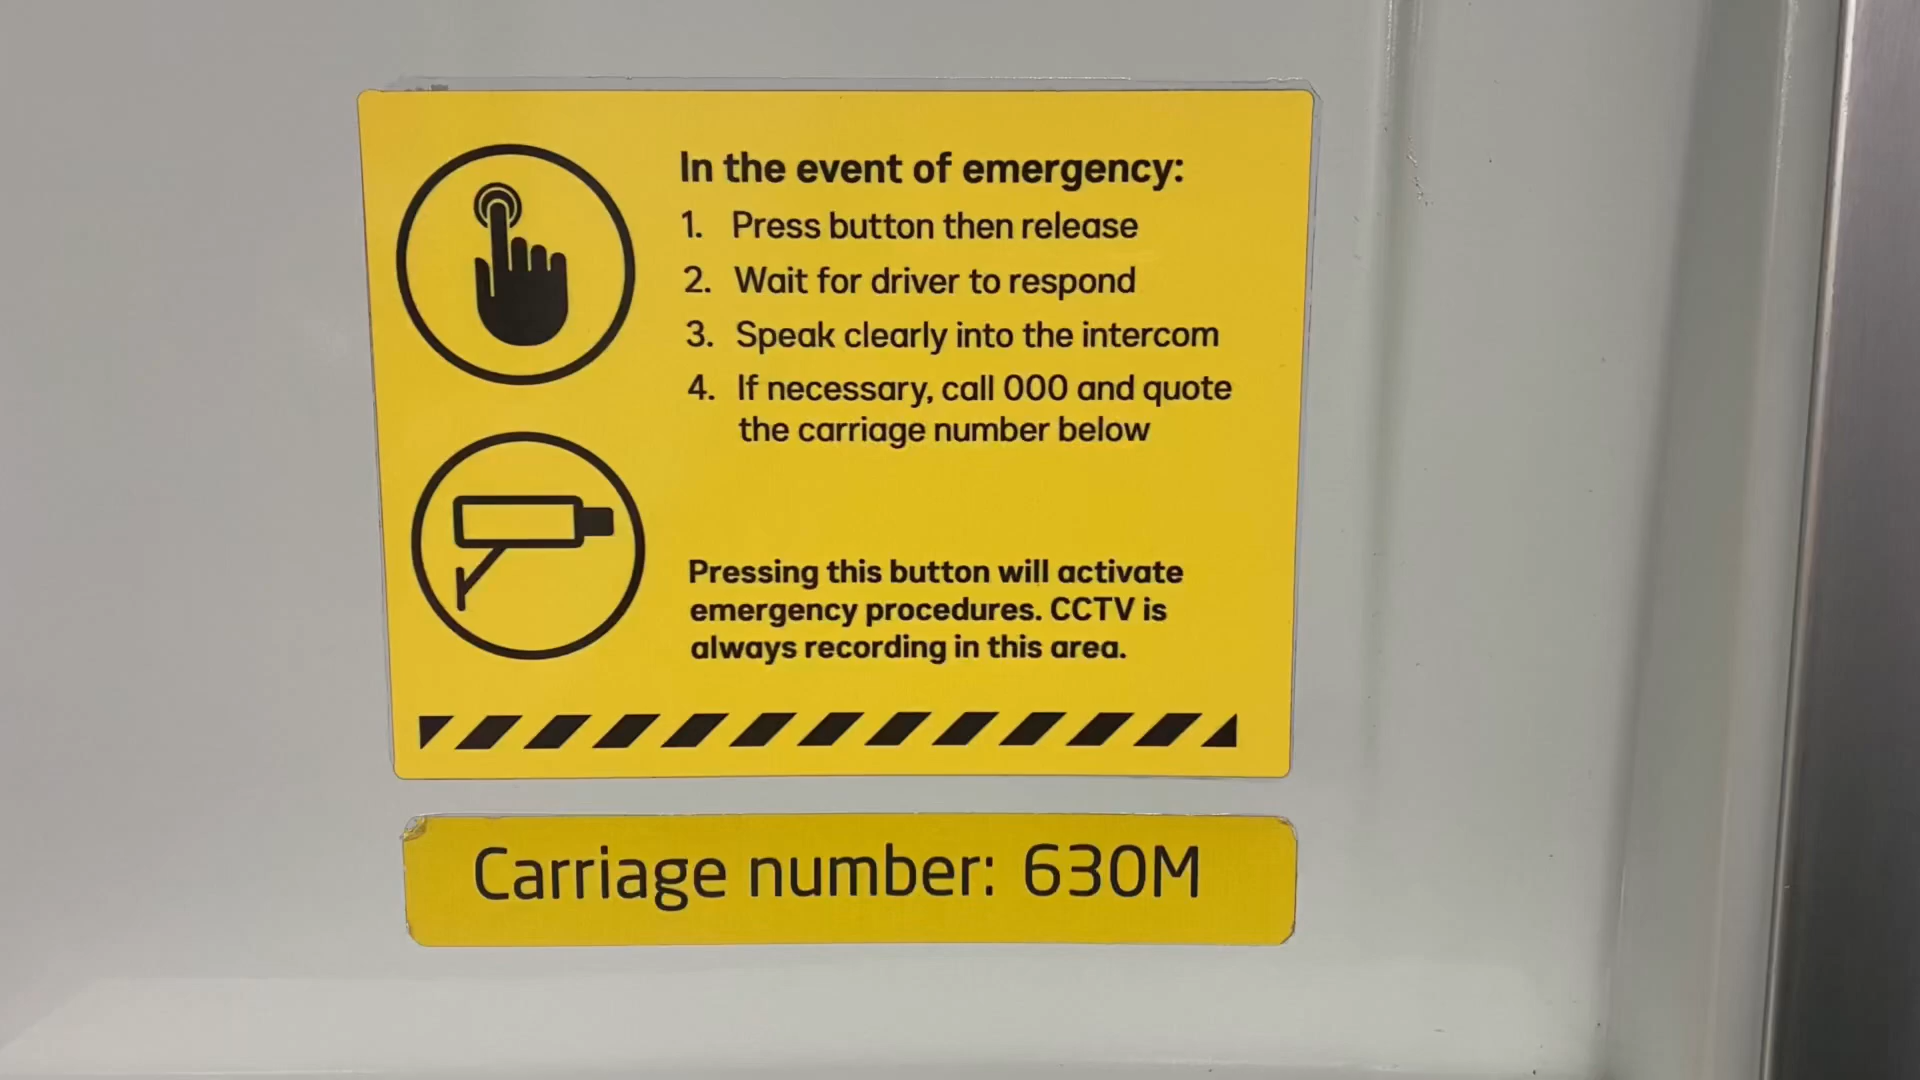 In the event of emergency:
1. Press button then release
2. Wait for driver to respond
3. Speak clearly into the intercom
4. If necessary, call 000 and quote
the carriage number below
Pressing this button will activate
emergency procedures. CCTV is
always recording in this area.
Carriage number: 630M